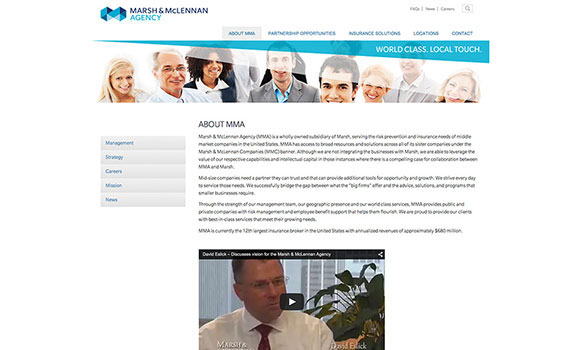 MARSH & McLENNAN
AGENCY
FAQs | News | Careers
ABOUT MMA PARTNERSHIP OPPORTUNITIES INSURANCE SOLUTIONS LOCATIONS CONTACT
WORLD CLASS. LOCAL TOUCH.
Management
Strategy
Careers
Mission
News
ABOUT MMA
Marsh & McLennan Agency (MMA) is a wholly owned subsidiary of Marsh, serving the risk prevention and insurance needs of middle
market companies in the United States. MMA has access to broad resources and solutions across all of its sister companies under the
Marsh & McLennan Companies (MMC) banner. Although we are not integrating the businesses with Marsh, we are able to leverage the
value of our respective capabilities and intellectual capital in those instances where there is a compelling case for collaboration between
MMA and Marsh.
Mid-size companies need a partner they can trust and that can provide additional tools for opportunity and growth. We strive every day
to service those needs. We successfully bridge the gap between what the "big firms" offer and the advice, solutions, and programs that
smaller businesses require.
Through the strength of our management team, our geographic presence and our world class services, MMA provides public and
private companies with risk management and employee benefit support that helps them flourish. We are proud to provide our clients
with best-in-class services that meet their growing needs.
MMA is currently the 12th largest insurance broker in the United States with annualized revenues of approximately $680 million.
David Eslick – Discusses vision for the Marsh & McLennan Agency
MARSH &
David Eslick